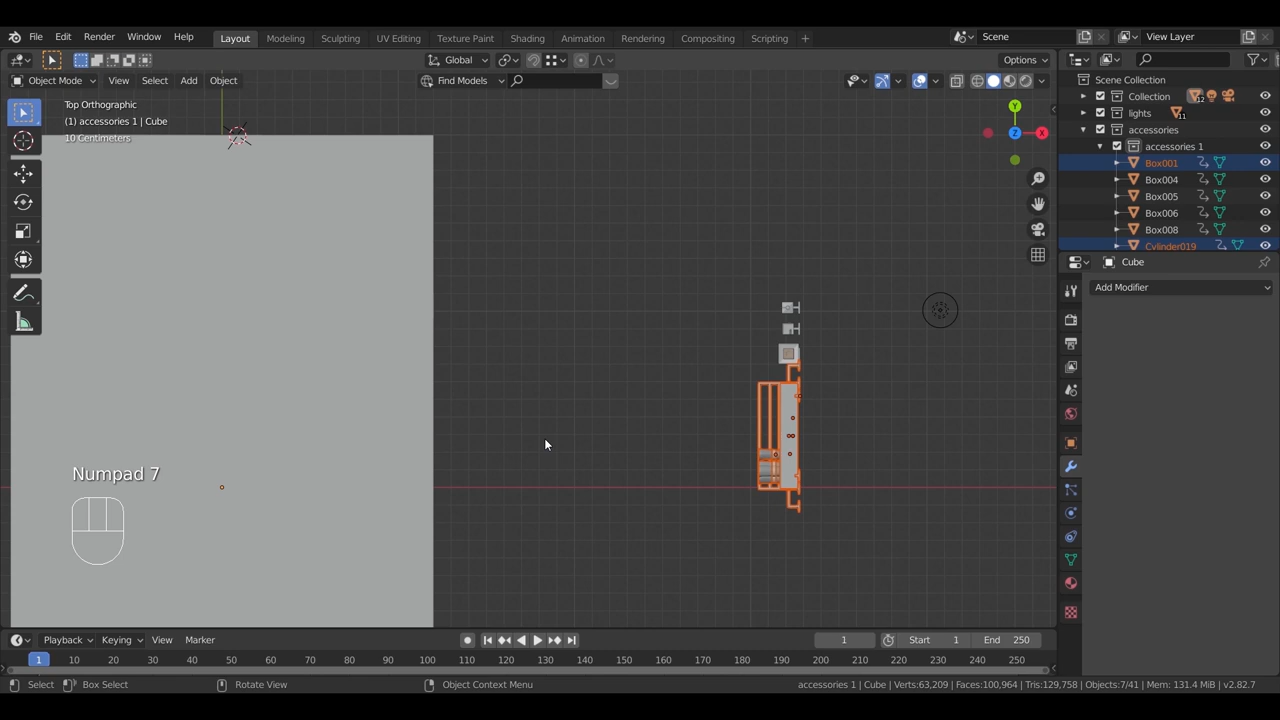 File Edit Render Window Help Layout Modeling Sculpting UV Editing Texture Paint Shading Animation Rendering Compositing Scripting + Scene View Layer
Global Options
Object Mode View Select Add Object Find Models
Top Orthographic
(1) accessories 1 | Cube
10 Centimeters
Y
X
Z
Scene Collection
Collection 12
lights 11
accessories
accessories 1
Box001
Box004
Box005
Box006
Box008
Cylinder019
Cube
Add Modifier
Numpad 7
Playback Keying View Marker 1 Start 1 End 250
1 10 20 30 40 50 60 70 80 90 100 110 120 130 140 150 160 170 180 190 200 210 220 230 240 250
Select Box Select Rotate View Object Context Menu accessories 1 | Cube | Verts:63,209 | Faces:100,964 | Tris:129,758 | Objects:7/41 | Mem: 131.4 MiB | v2.82.7